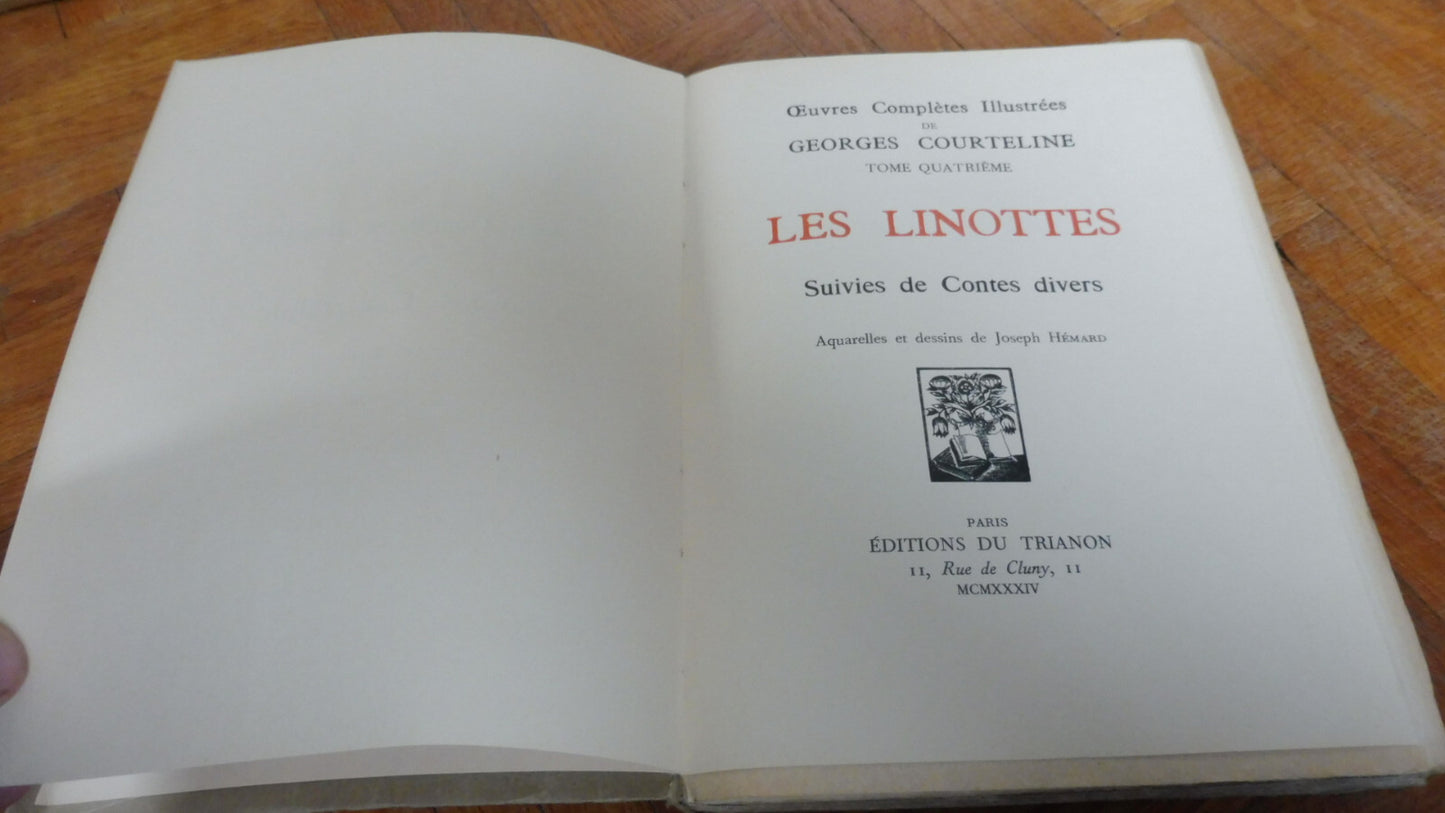 Œuvres Complètes Illustrées
DE
GEORGES COURTELINE
TOME QUATRIÈME
LES LINOTTES
Suivies de Contes divers
Aquarelles et dessins de Joseph HÉMARD
PARIS
ÉDITIONS DU TRIANON
11, Rue de Cluny, 11
MCMXXXIV